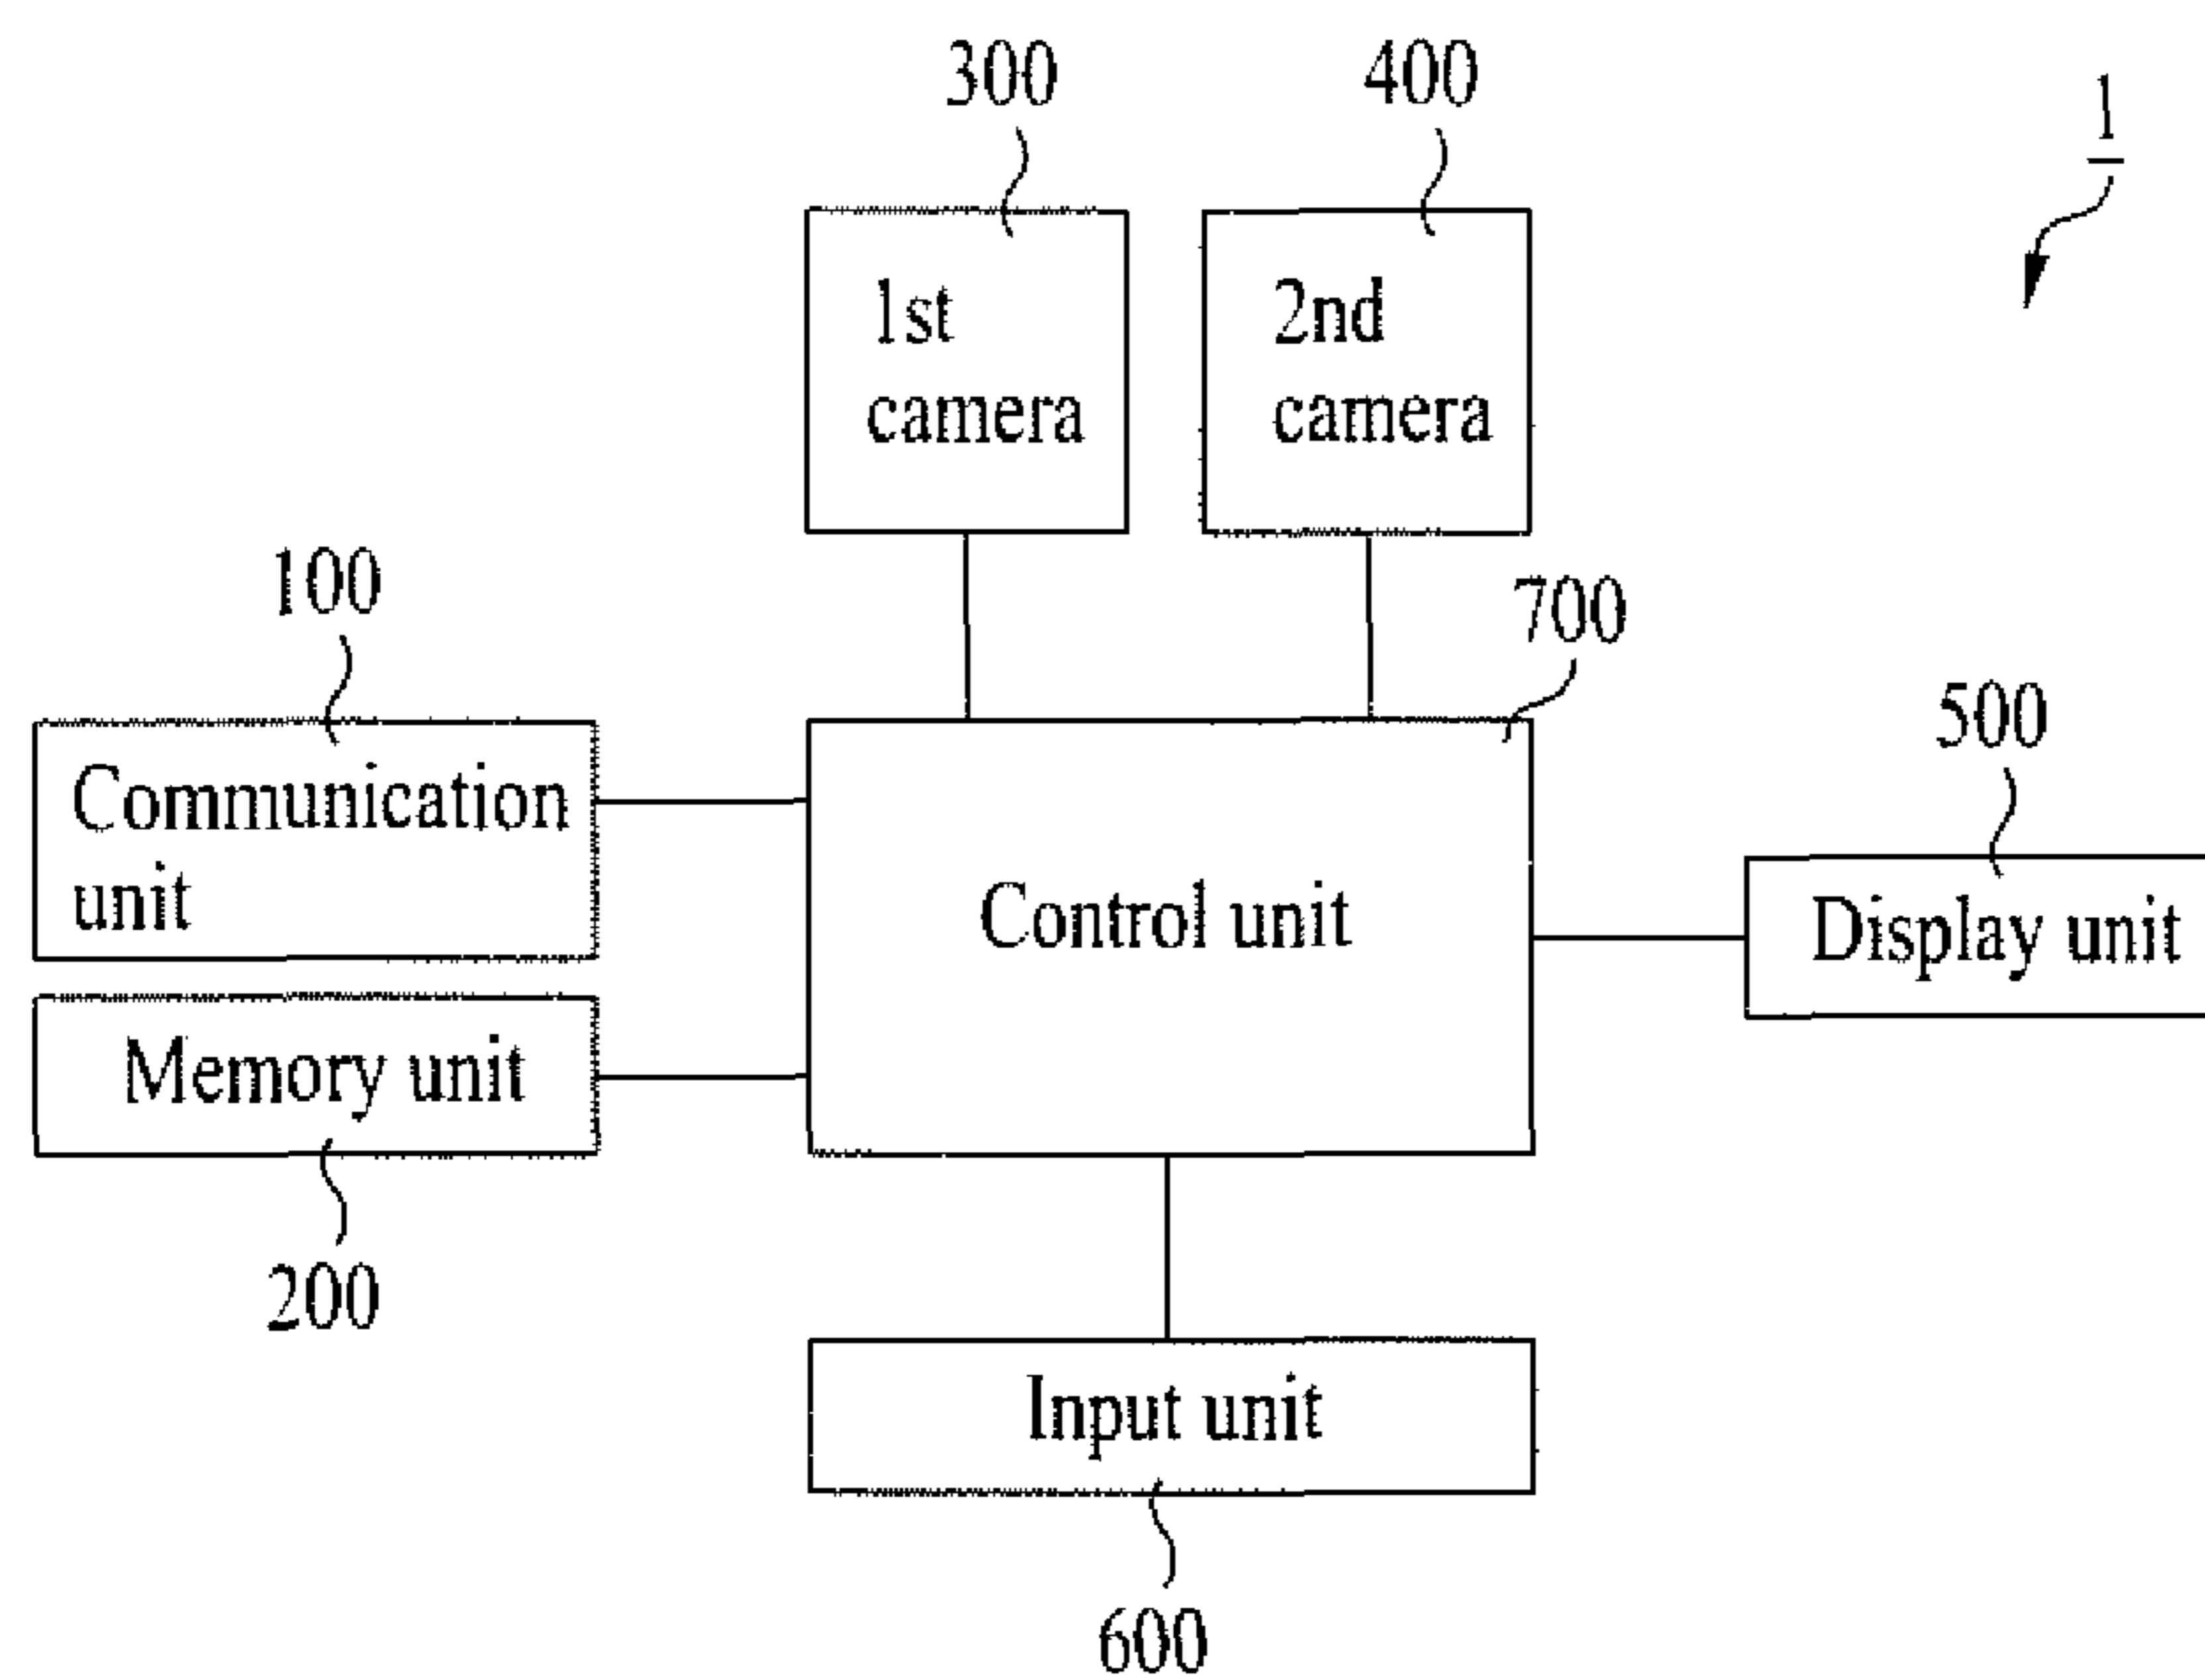 300
400
1
1st
camera
2nd
camera
100
700
500
Communication
unit
Control unit
Display unit
Memory unit
200
Input unit
600